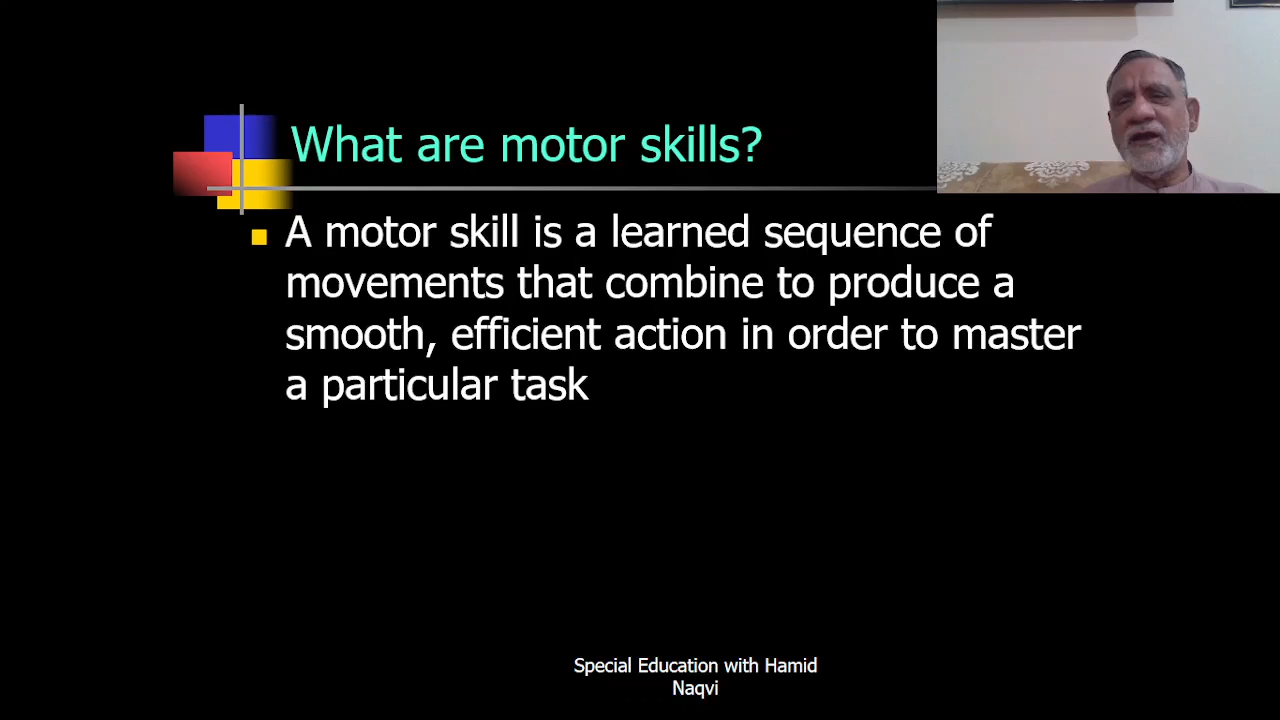 What are motor skills?
A motor skill is a learned sequence of
movements that combine to produce a
smooth, efficient action in order to master
a particular task
Special Education with Hamid
Naqvi